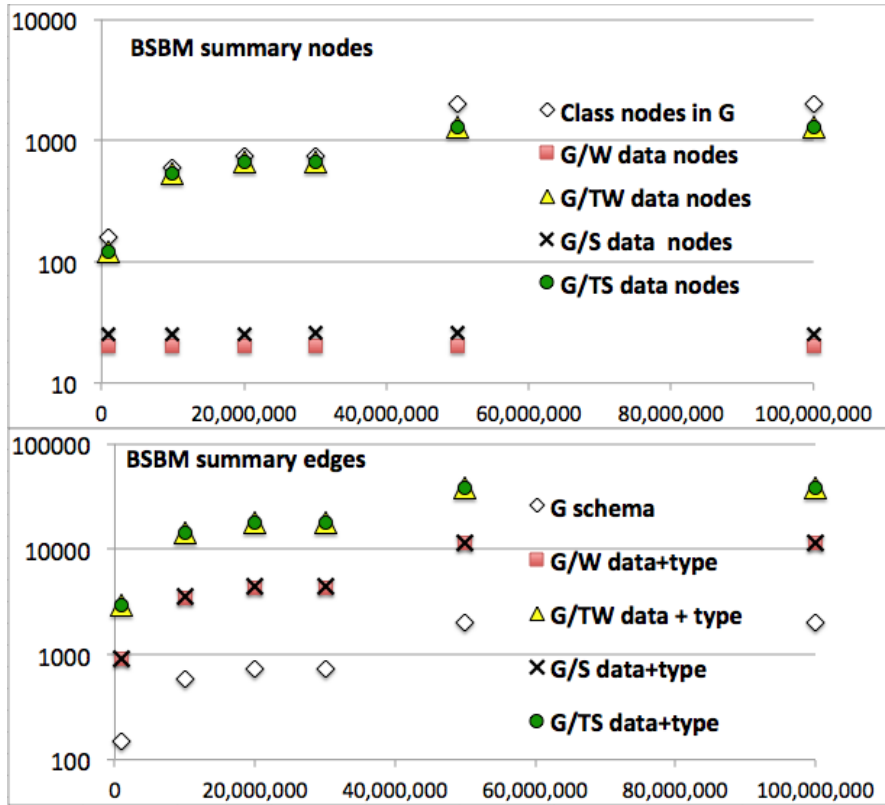 10000
BSBM summary nodes
Class nodes in G
1000
G/W data nodes
G/TW data nodes
G/S data nodes
100
G/TS data nodes
10
0 20,000,000 40,000,000 60,000,000 80,000,000 100,000,000
100000
BSBM summary edges
G schema
10000
G/W data+type
G/TW data + type
1000
G/S data+type
G/TS data+type
100
0 20,000,000 40,000,000 60,000,000 80,000,000 100,000,000